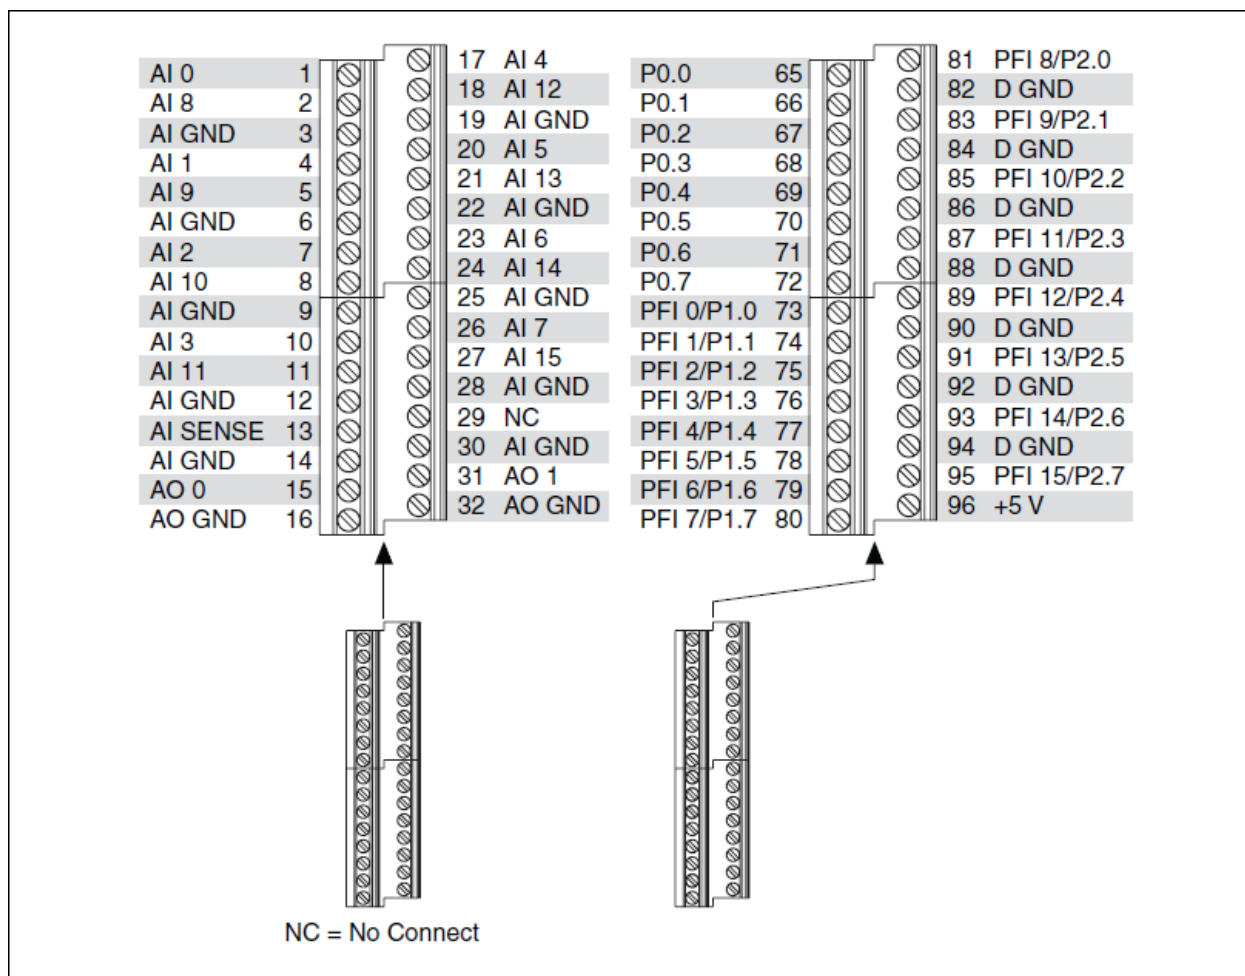 AI 0 1
AI 8 2
AI GND 3
AI 1 4
AI 9 5
AI GND 6
AI 2 7
AI 10 8
AI GND 9
AI 3 10
AI 11 11
AI GND 12
AI SENSE 13
AI GND 14
AO 0 15
AO GND 16
17 AI 4
18 AI 12
19 AI GND
20 AI 5
21 AI 13
22 AI GND
23 AI 6
24 AI 14
25 AI GND
26 AI 7
27 AI 15
28 AI GND
29 NC
30 AI GND
31 AO 1
32 AO GND
P0.0 65
P0.1 66
P0.2 67
P0.3 68
P0.4 69
P0.5 70
P0.6 71
P0.7 72
PFI 0/P1.0 73
PFI 1/P1.1 74
PFI 2/P1.2 75
PFI 3/P1.3 76
PFI 4/P1.4 77
PFI 5/P1.5 78
PFI 6/P1.6 79
PFI 7/P1.7 80
81 PFI 8/P2.0
82 D GND
83 PFI 9/P2.1
84 D GND
85 PFI 10/P2.2
86 D GND
87 PFI 11/P2.3
88 D GND
89 PFI 12/P2.4
90 D GND
91 PFI 13/P2.5
92 D GND
93 PFI 14/P2.6
94 D GND
95 PFI 15/P2.7
96 +5 V
NC = No Connect